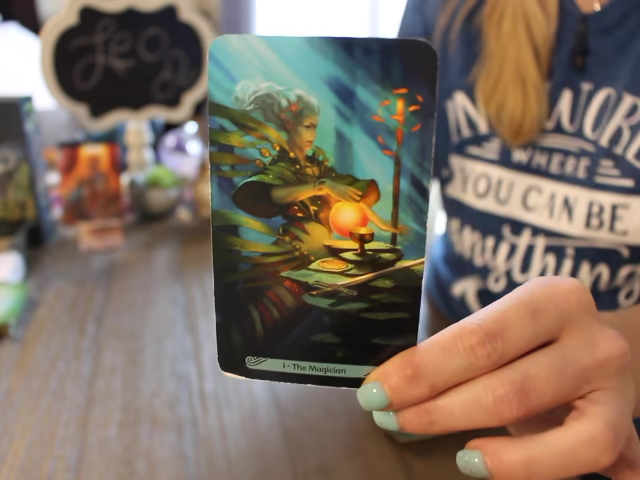 Leo
IN A WORLD
WHERE
YOU CAN BE
anything
I • The Magician